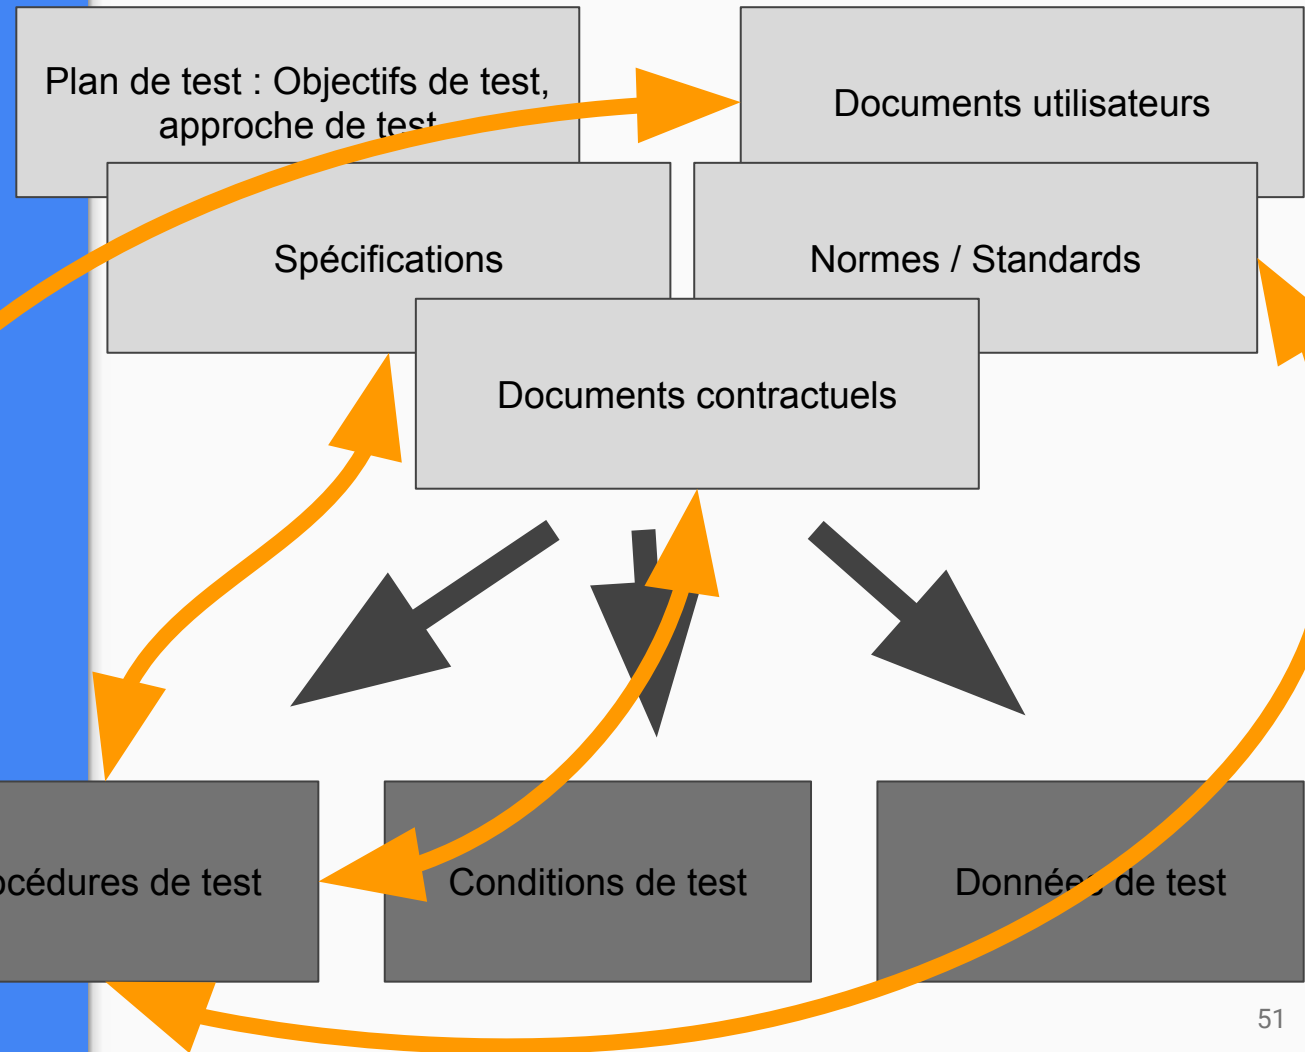 Plan de test : Objectifs de test,
approche de test
Documents utilisateurs
Spécifications
Normes / Standards
Documents contractuels
océdures de test
Conditions de test
Données de test
51